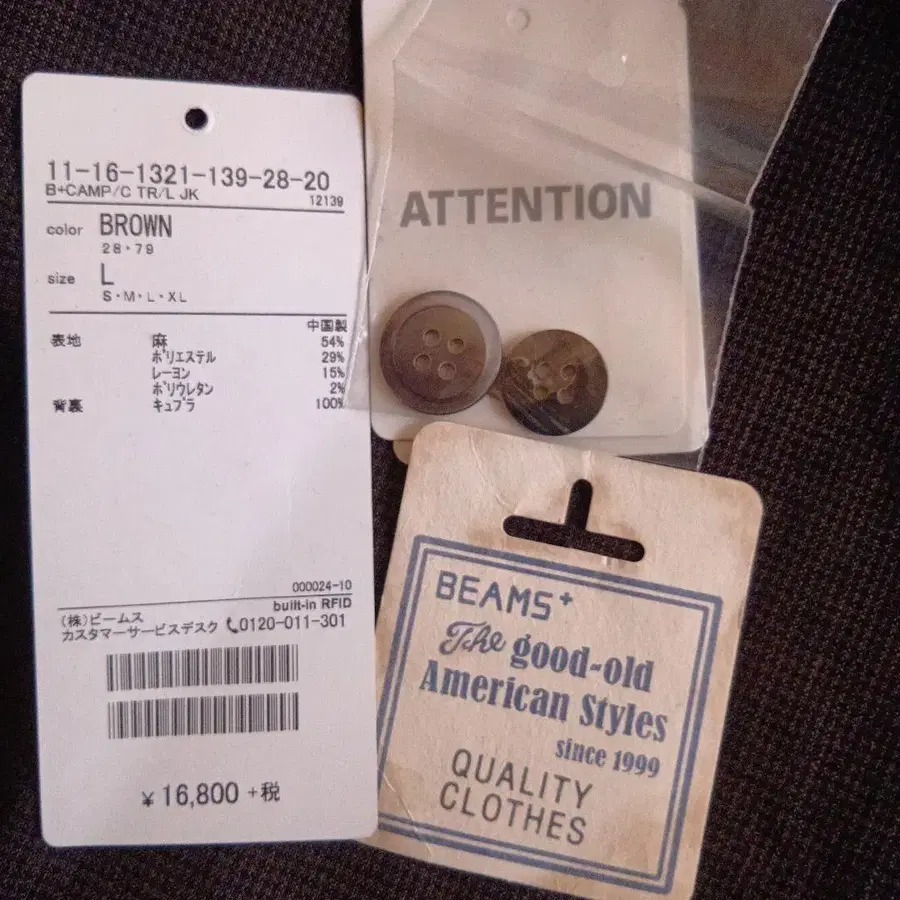 11-16-1321-139-28-20
B+CAMP/C TR/L JK
12139
color BROWN
28・79
size L
S・M・L・XL
中国製
表地 麻 54%
ポリエステル 29%
レーヨン 15%
ポリウレタン 2%
背裏 キュプラ 100%
000024-10
built-in RFID
(株)ビームス
カスタマーサービスデスク 0120-011-301
¥16,800 +税
ATTENTION
BEAMS+
The good-old
American Styles
since 1999
QUALITY
CLOTHES